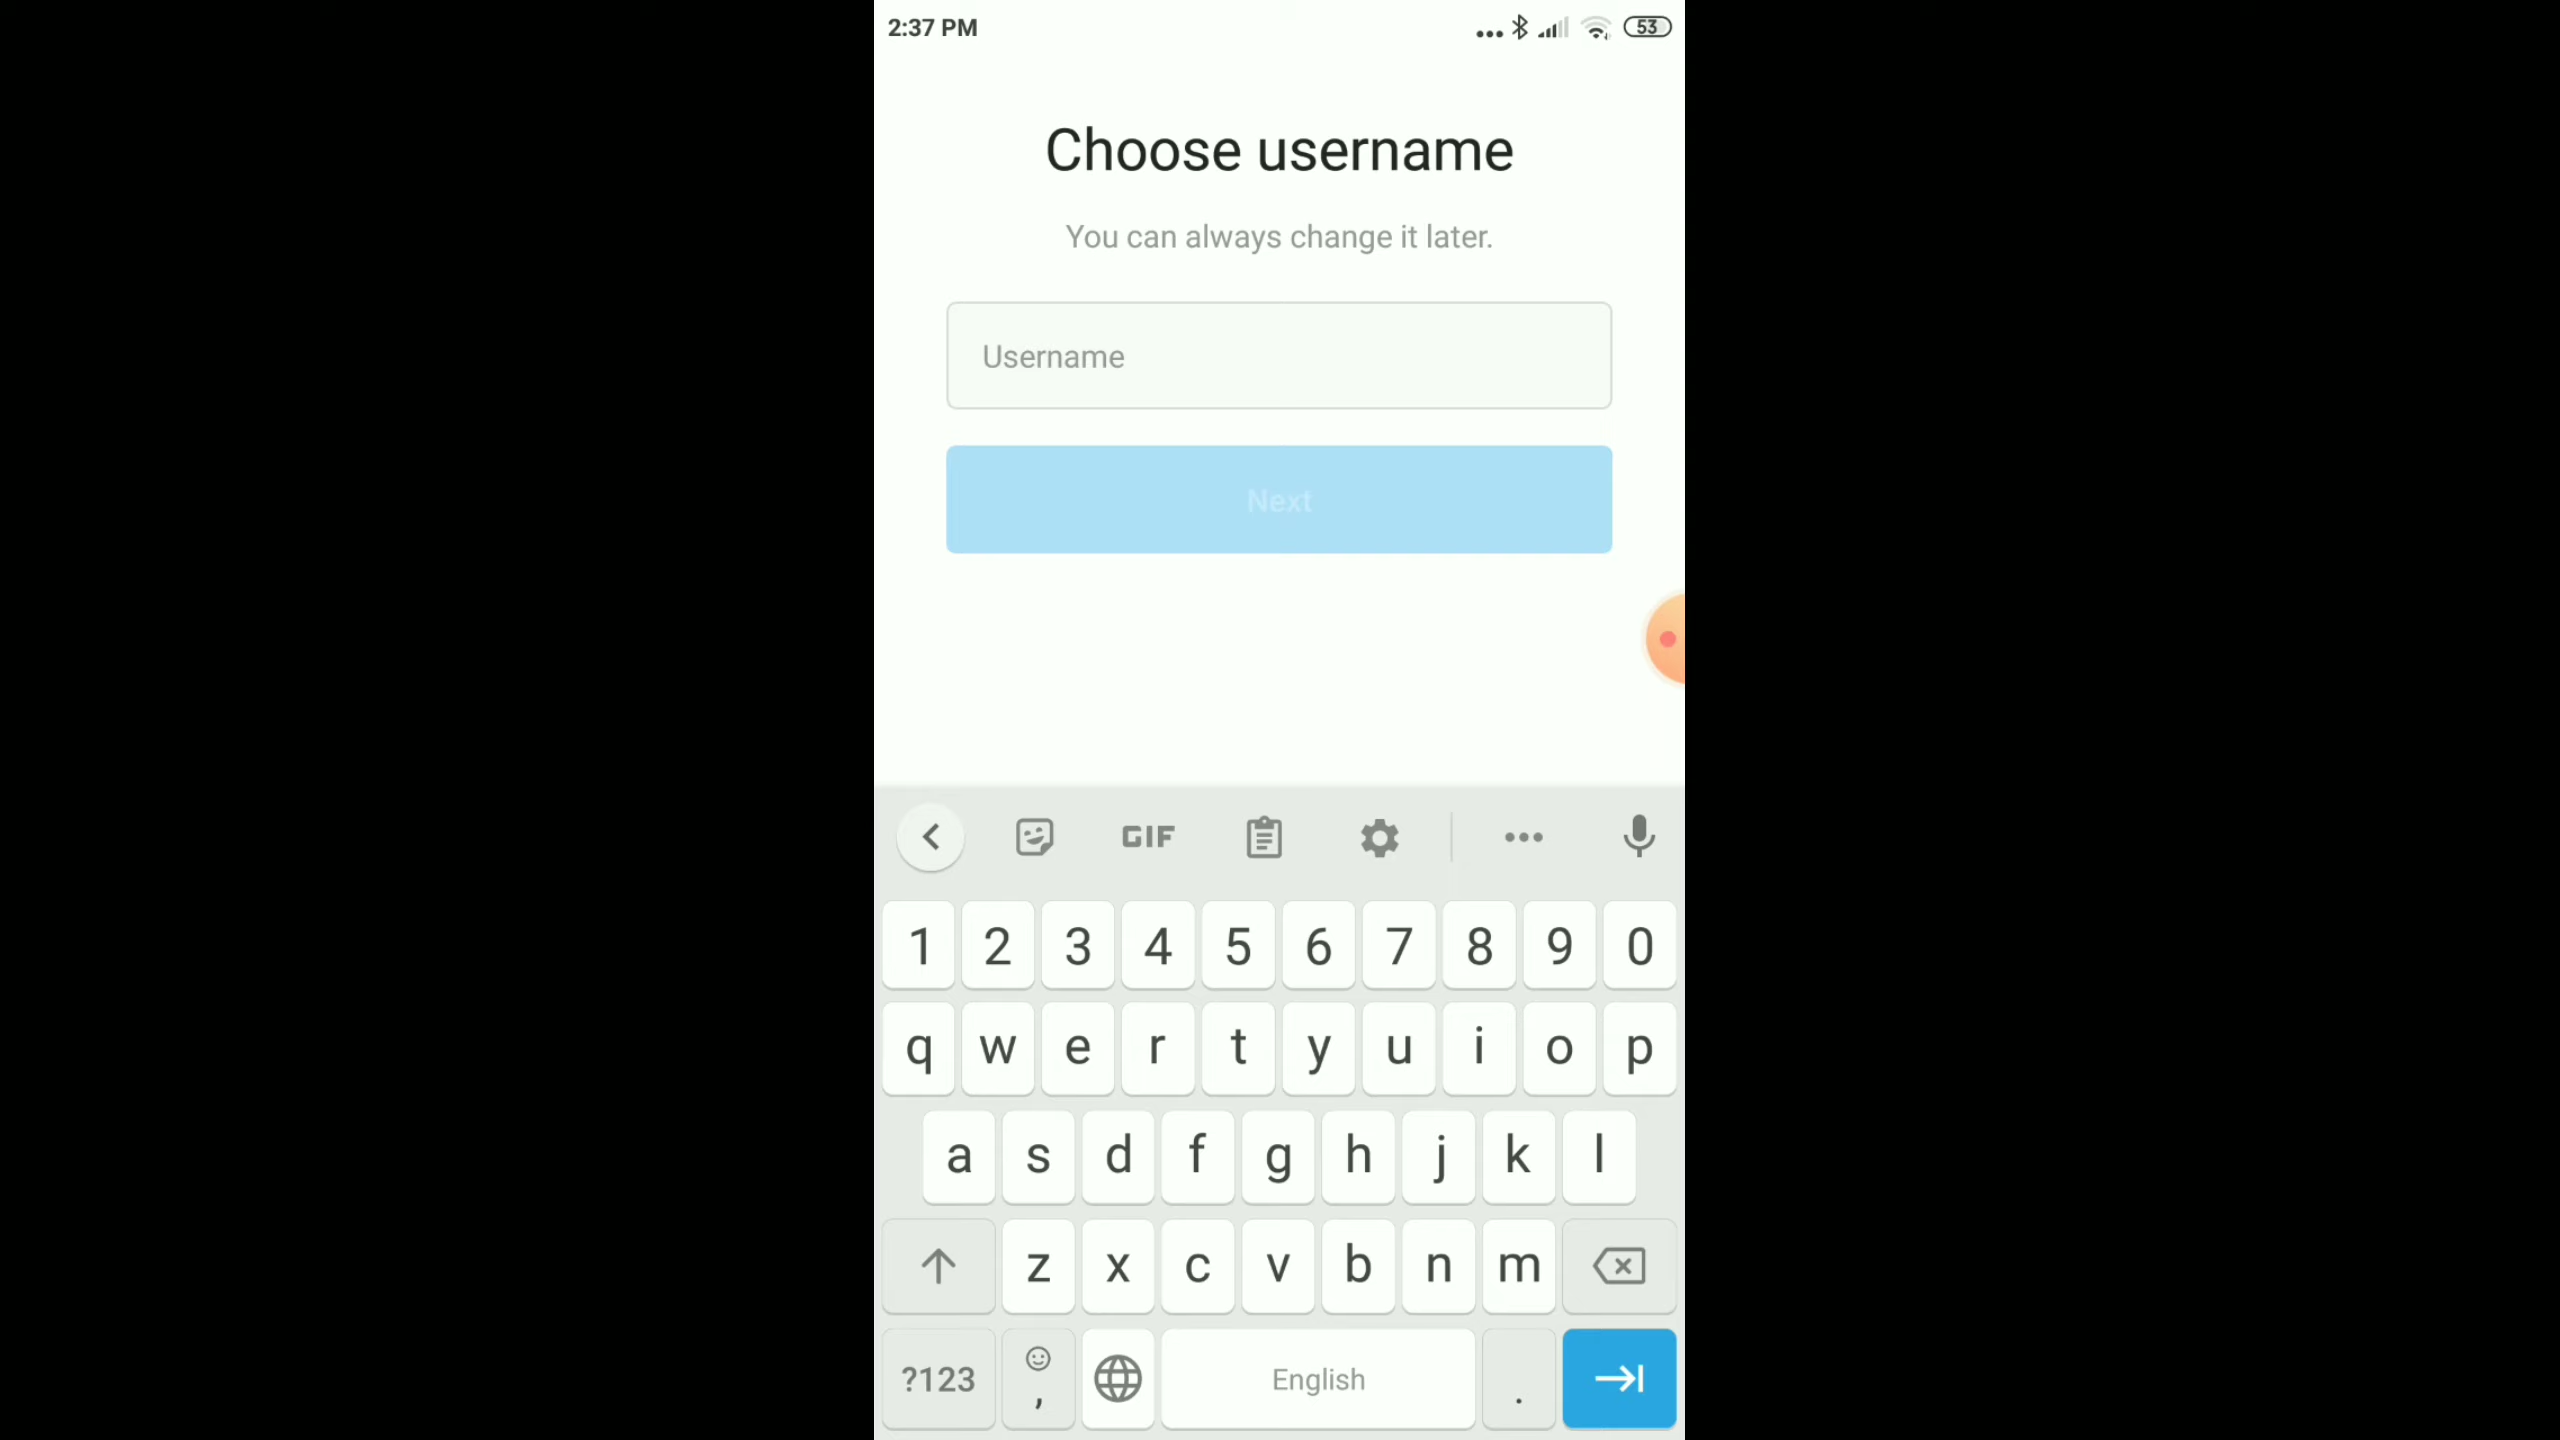 2:37 PM 53
Choose username
You can always change it later.
Username
Next
GIF
1 2 3 4 5 6 7 8 9 0
q w e r t y u i o p
a s d f g h j k l
z x c v b n m
?123 , English .